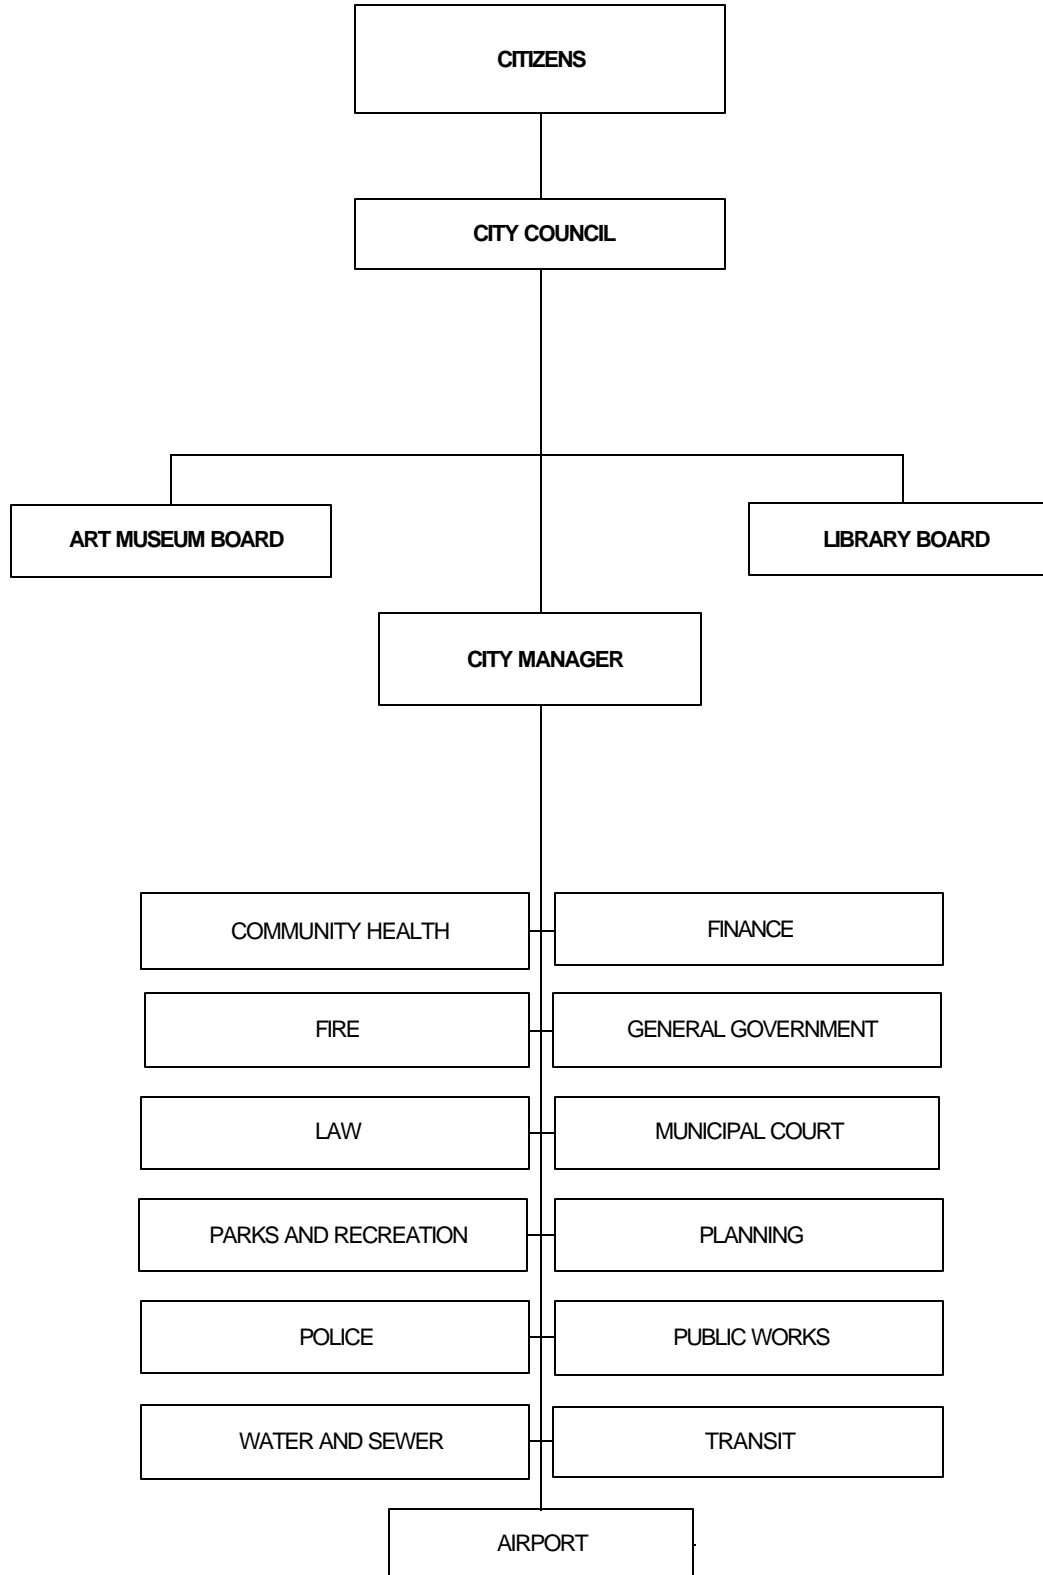 CITIZENS
CITY COUNCIL
ART MUSEUM BOARD
LIBRARY BOARD
CITY MANAGER
COMMUNITY HEALTH
FINANCE
FIRE
GENERAL GOVERNMENT
LAW
MUNICIPAL COURT
PARKS AND RECREATION
PLANNING
POLICE
PUBLIC WORKS
WATER AND SEWER
TRANSIT
AIRPORT